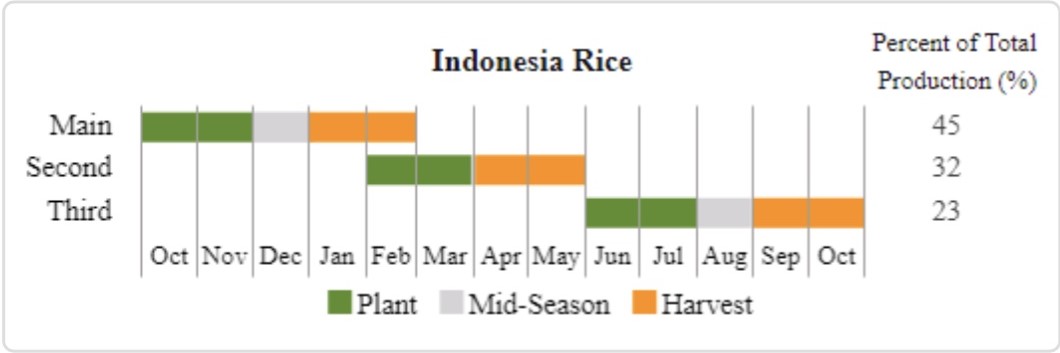 Indonesia Rice
Percent of Total
Production (%)
Main 45
Second 32
Third 23
Oct Nov Dec Jan Feb Mar Apr May Jun Jul Aug Sep Oct
Plant Mid-Season Harvest